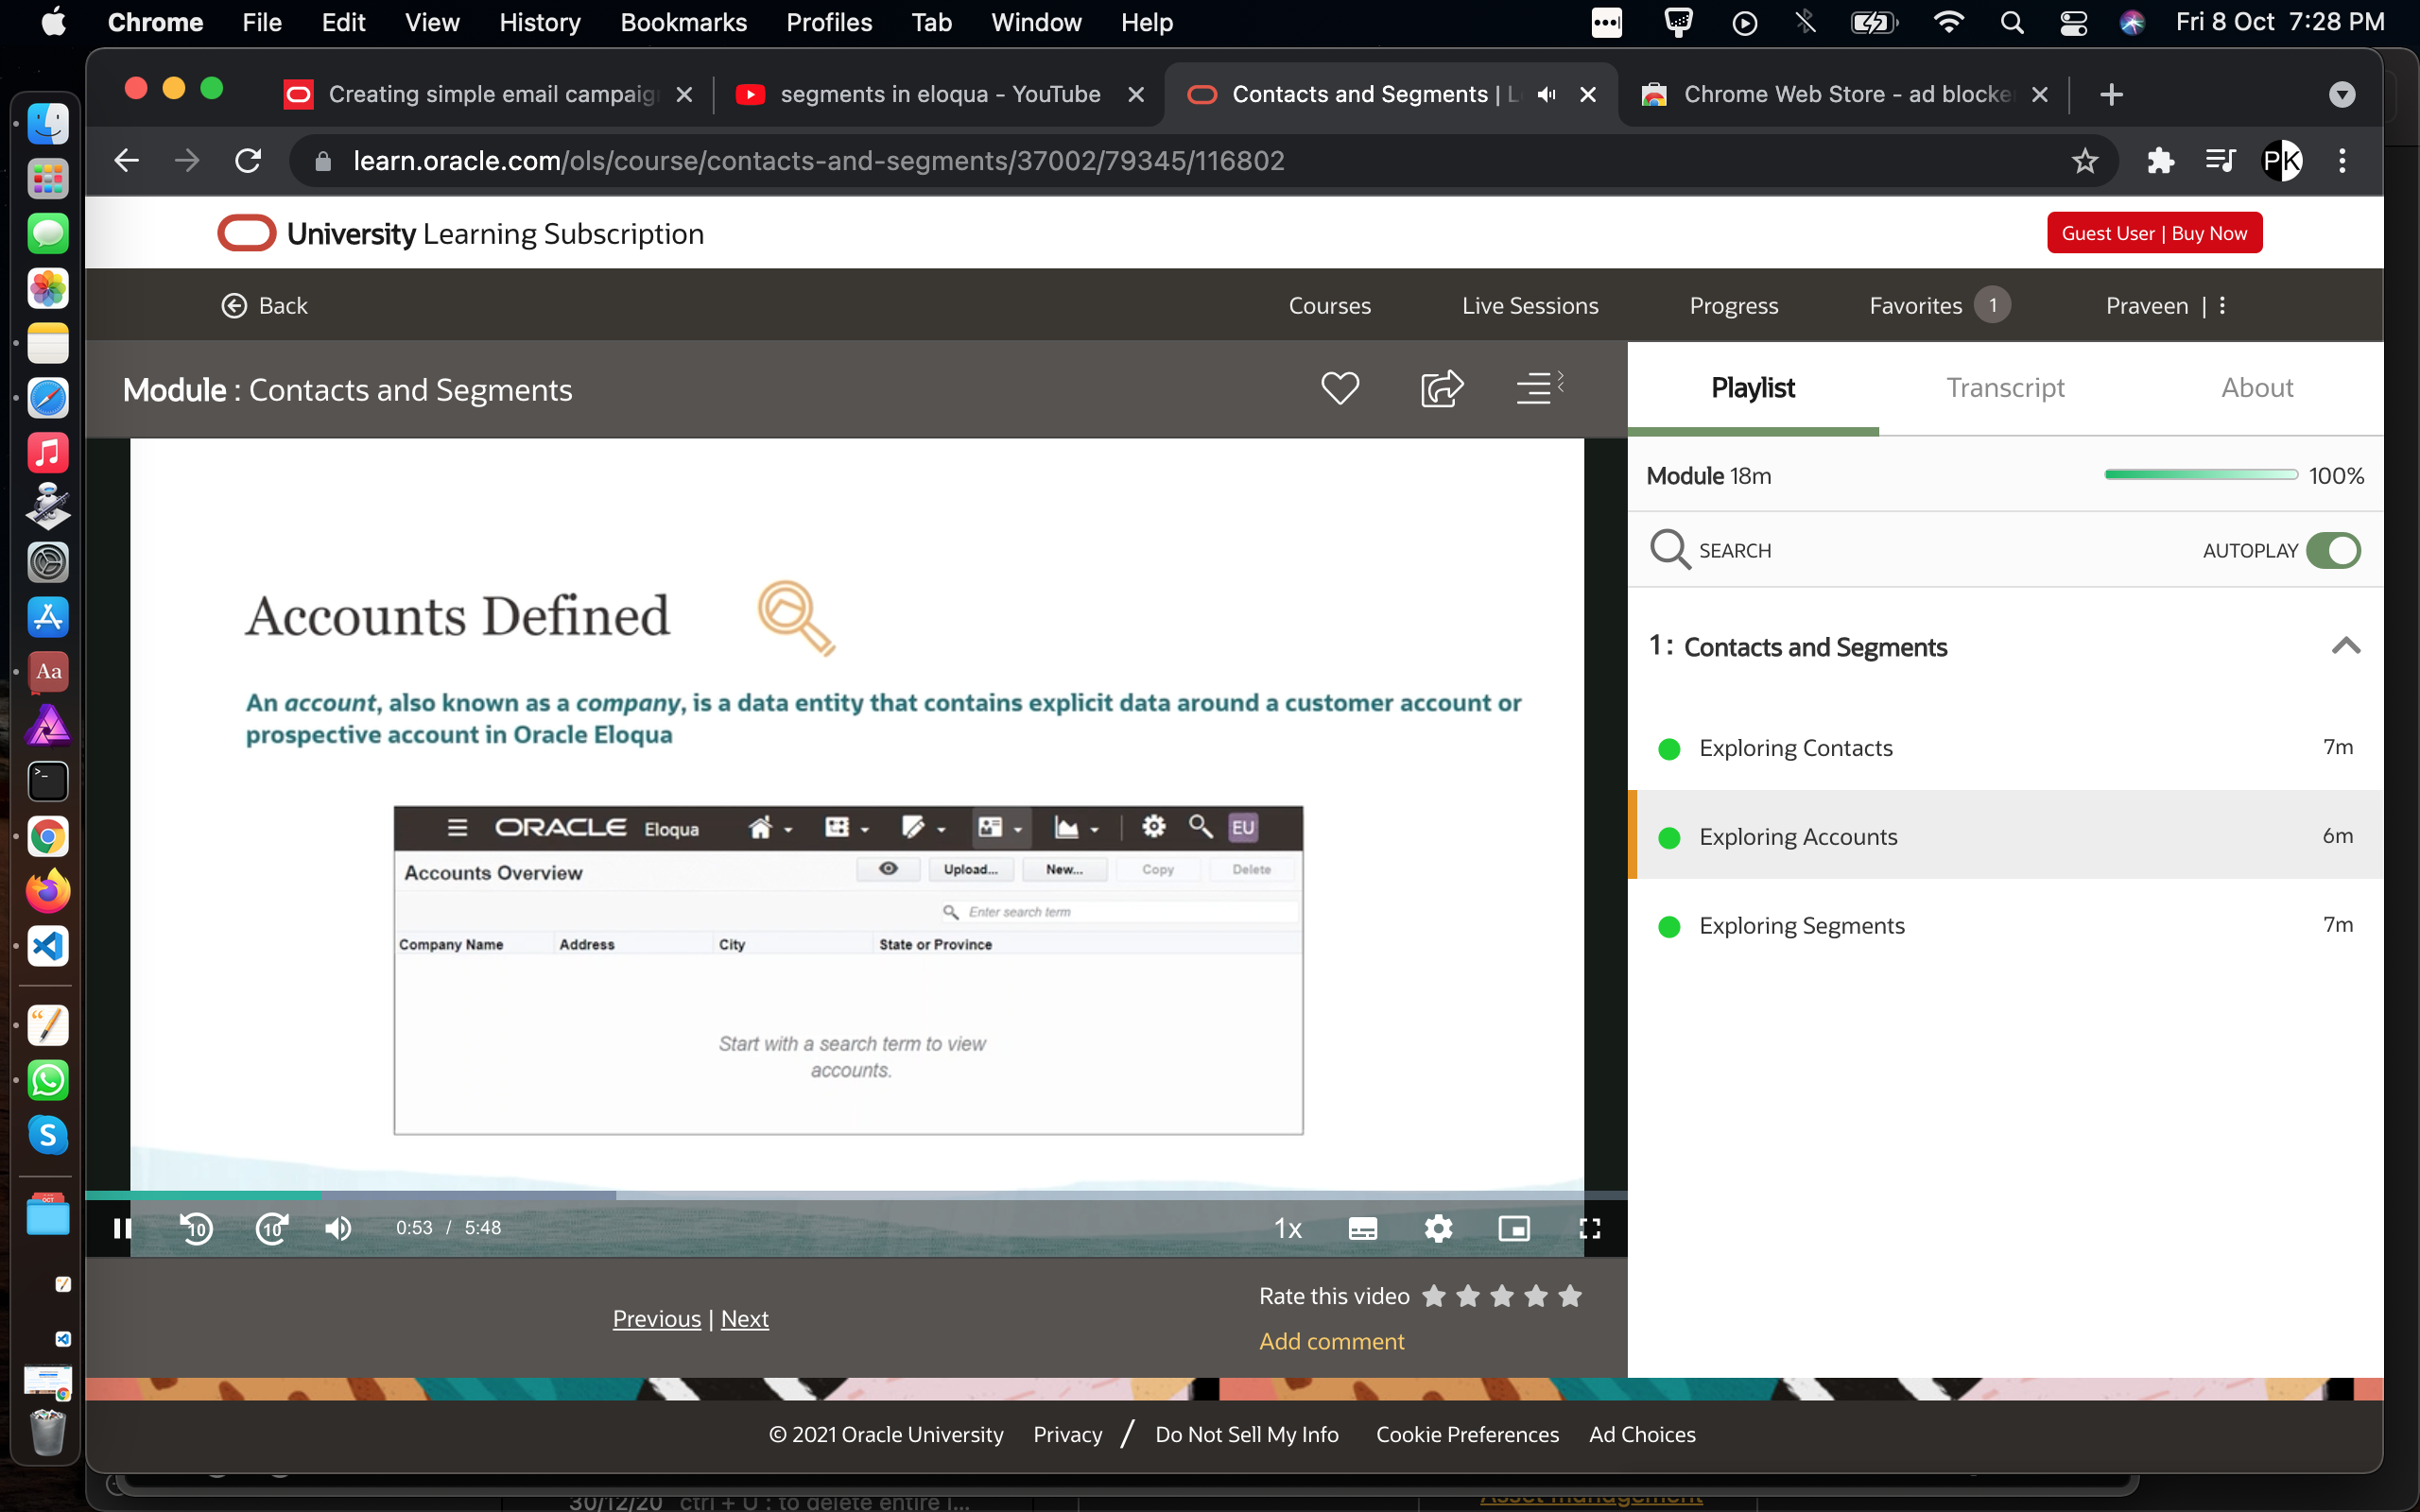 Chrome File Edit View History Bookmarks Profiles Tab Window Help Fri 8 Oct 7:28 PM
Creating simple email campaig segments in eloqua - YouTube Contacts and Segments | L Chrome Web Store - ad blocke
learn.oracle.com/ols/course/contacts-and-segments/37002/79345/116802 PK
University Learning Subscription Guest User | Buy Now
Back Courses Live Sessions Progress Favorites 1 Praveen |
Module : Contacts and Segments
Playlist Transcript About
Module 18m 100%
SEARCH AUTOPLAY
1: Contacts and Segments
Exploring Contacts 7m
Exploring Accounts 6m
Exploring Segments 7m
Accounts Defined
An account, also known as a company, is a data entity that contains explicit data around a customer account or
prospective account in Oracle Eloqua
ORACLE Eloqua EU
Accounts Overview Upload... New... Copy Delete
Enter search term
Company Name Address City State or Province
Start with a search term to view
accounts.
10 10 0:53 / 5:48 1x
Rate this video
Previous | Next
Add comment
© 2021 Oracle University Privacy / Do Not Sell My Info Cookie Preferences Ad Choices
Aa
OCT
30/12/20 ctrl + U : to delete entire l...
Asset management